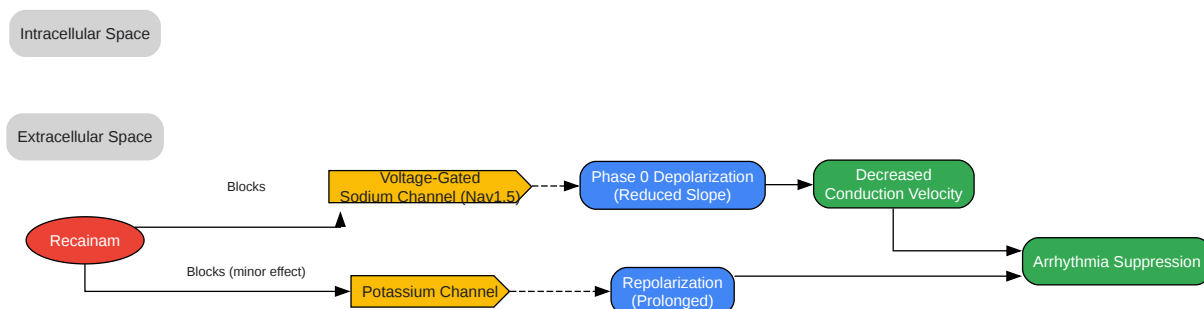 Intracellular Space
Extracellular Space
Blocks
Voltage-Gated
Sodium Channel (Nav1.5)
Phase 0 Depolarization
(Reduced Slope)
Decreased
Conduction Velocity
Recainam
Blocks (minor effect)
Potassium Channel
Repolarization
(Prolonged)
Arrhythmia Suppression